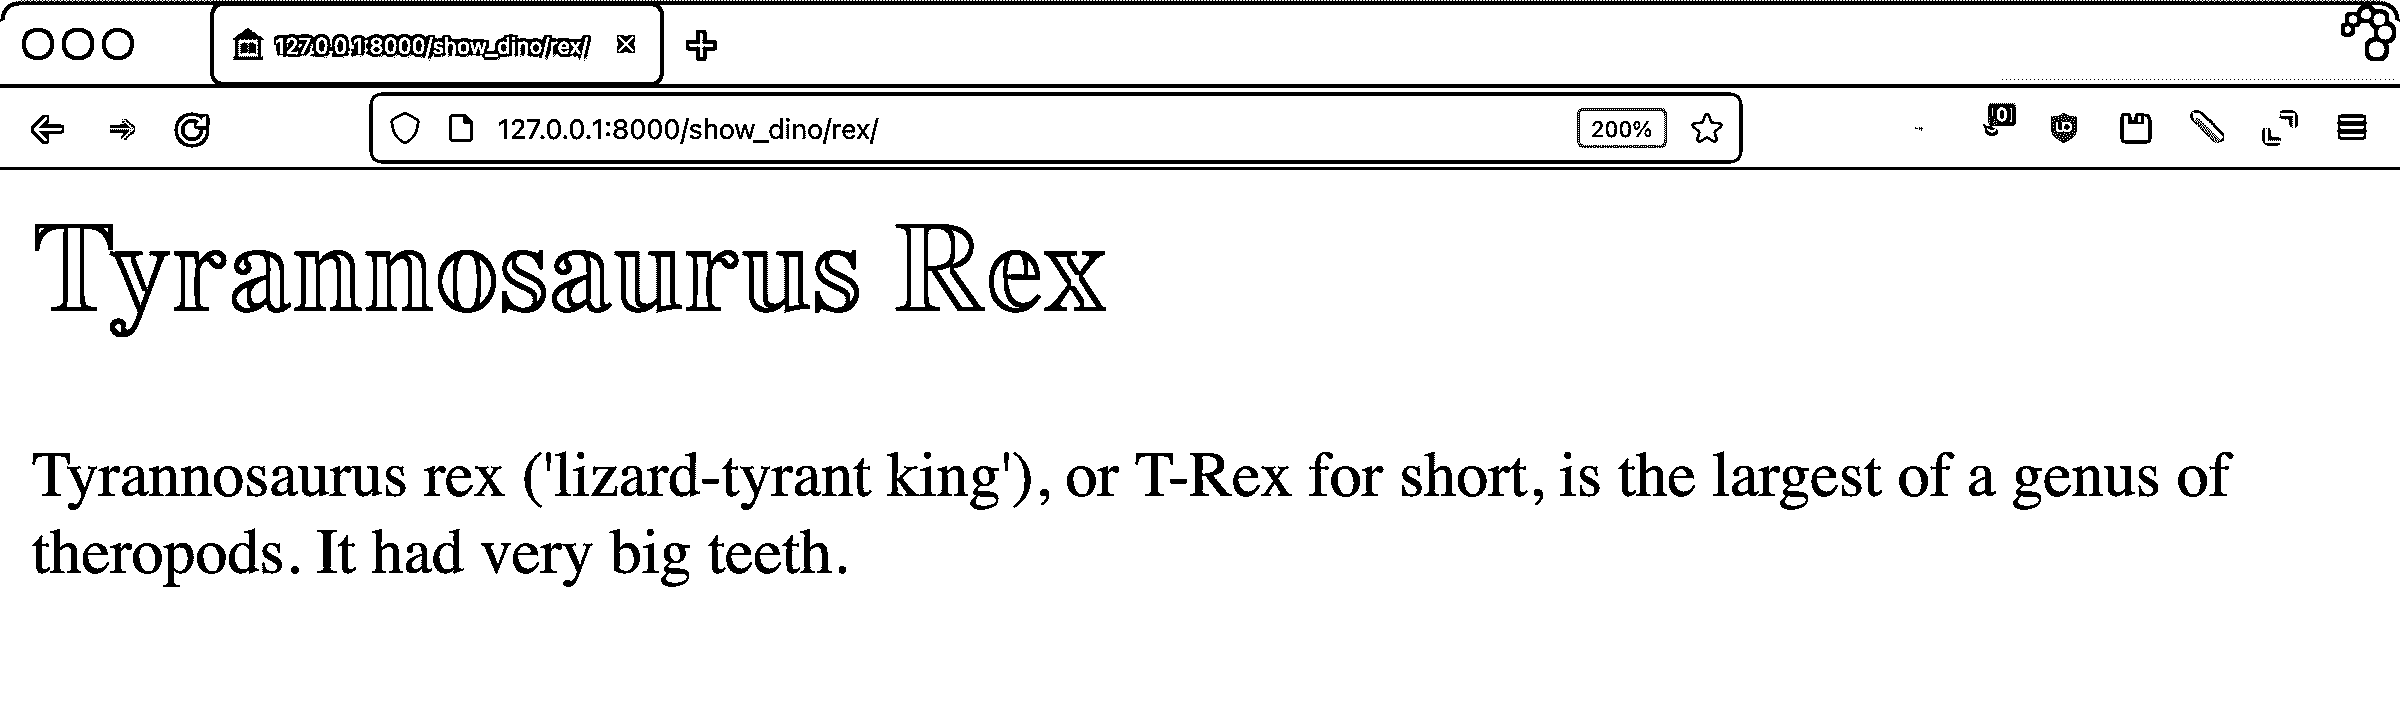 127.0.0.1:8000/show_dino/rex/
127.0.0.1:8000/show_dino/rex/
200%
Tyrannosaurus Rex
Tyrannosaurus rex ('lizard-tyrant king'), or T-Rex for short, is the largest of a genus of
theropods. It had very big teeth.